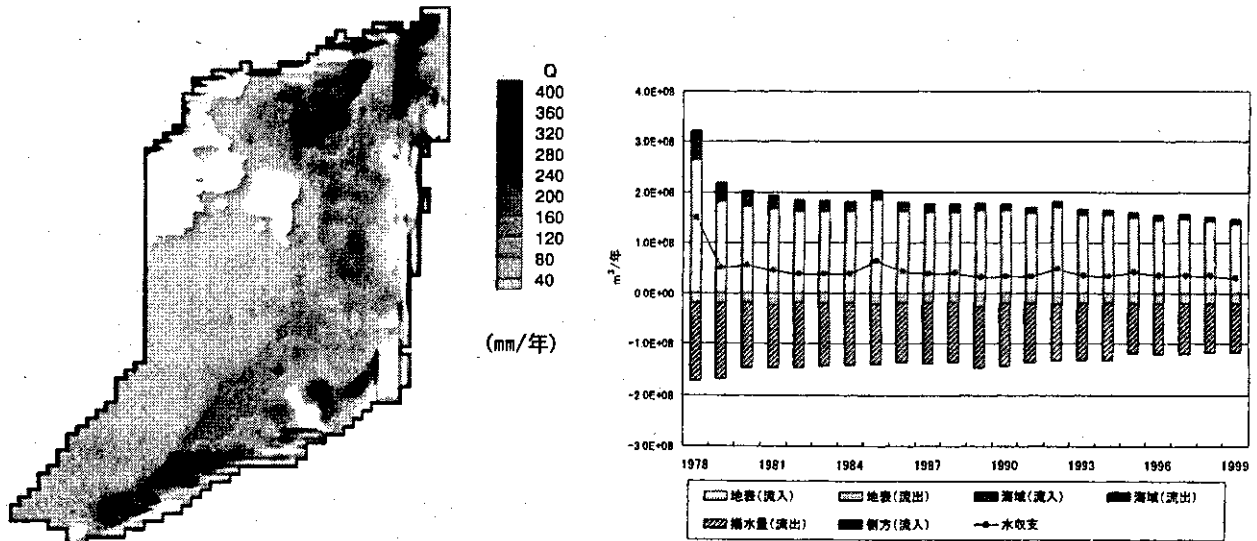 Q
400
360
320
280
240
200
160
120
80
40
(mm/年)
4.0E+08
3.0E+08
2.0E+08
1.0E+08
0.0E+00
-1.0E+08
-2.0E+08
-3.0E+08
m³/年
1978 1981 1984 1987 1990 1993 1996 1999
地表(流入) 地表(流出) 海域(流入) 海域(流出)
揚水量(流出) 側方(流入) 水収支